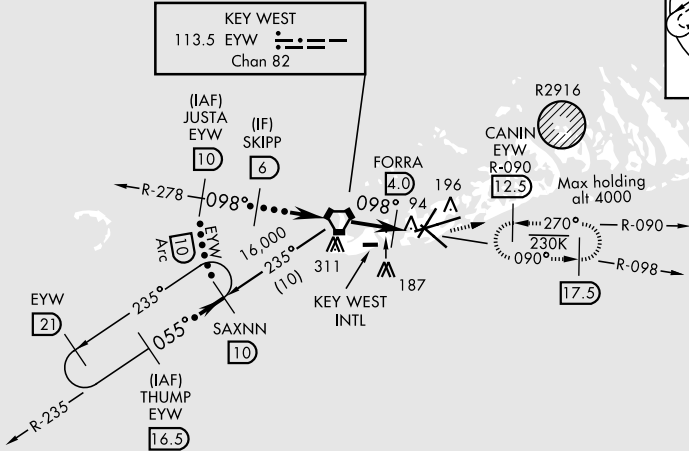 KEY WEST
113.5 EYW
Chan 82
R2916
(IAF)
JUSTA
EYW
10
(IF)
SKIPP
6
CANIN
EYW
R-090
12.5
FORRA
4.0
196
94
Max holding
alt 4000
R-278
098°
098°
270°
R-090
230K
090°
R-098
17.5
EYW
10
Arc
16,000
235°
(10)
311
187
KEY WEST
INTL
EYW
21
235°
055°
SAXNN
10
(IAF)
THUMP
EYW
16.5
R-235